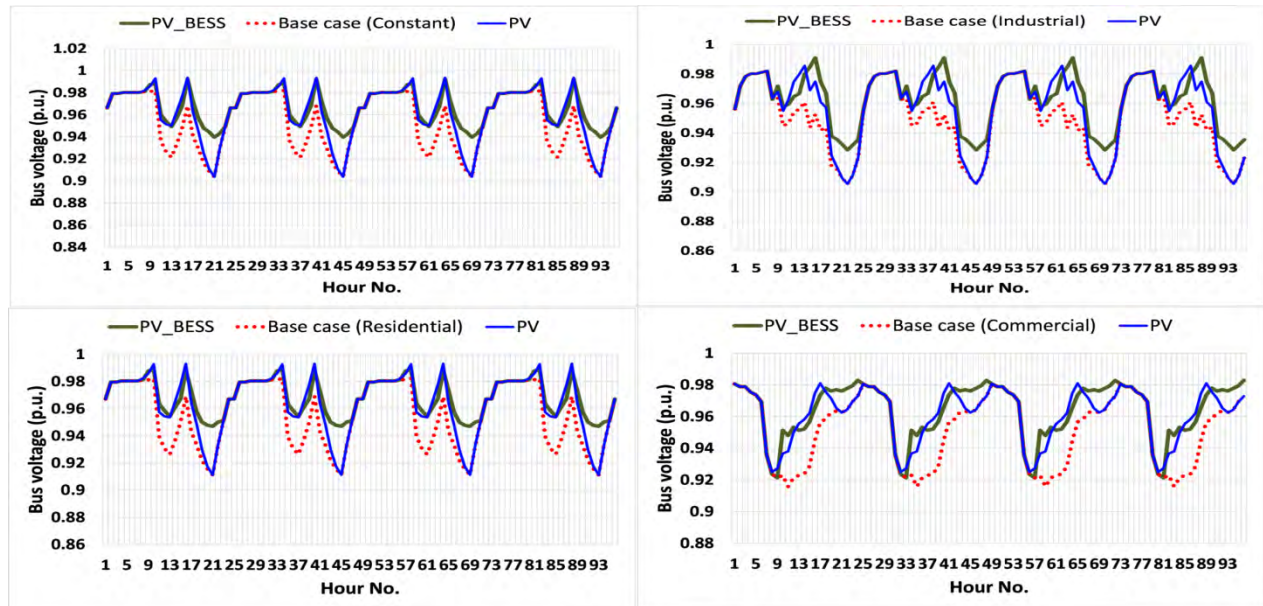 PV_BESS Base case (Constant) PV
Bus voltage (p.u.)
1.02
1
0.98
0.96
0.94
0.92
0.9
0.88
0.86
0.84
1 5 9 13 17 21 25 29 33 37 41 45 49 53 57 61 65 69 73 77 81 85 89 93
Hour No.
PV_BESS Base case (Industrial) PV
Bus voltage (p.u.)
1
0.98
0.96
0.94
0.92
0.9
0.88
0.86
1 5 9 13 17 21 25 29 33 37 41 45 49 53 57 61 65 69 73 77 81 85 89 93
Hour No.
PV_BESS Base case (Residential) PV
Bus voltage (p.u.)
1
0.98
0.96
0.94
0.92
0.9
0.88
0.86
1 5 9 13 17 21 25 29 33 37 41 45 49 53 57 61 65 69 73 77 81 85 89 93
Hour No.
PV_BESS Base case (Commercial) PV
Bus voltage (p.u.)
1
0.98
0.96
0.94
0.92
0.9
0.88
1 5 9 13 17 21 25 29 33 37 41 45 49 53 57 61 65 69 73 77 81 85 89 93
Hour No.